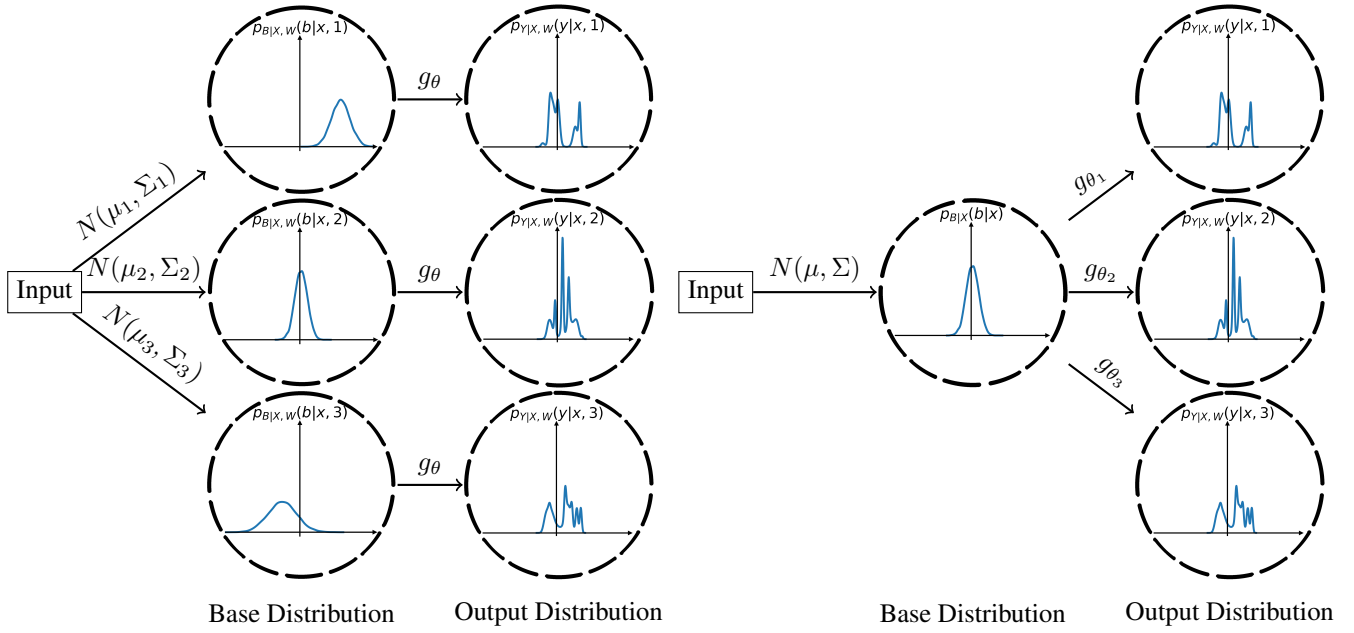 p_{B|X,W}(b|x,1)
g_θ
p_{Y|X,W}(y|x,1)
N(μ_1, Σ_1)
p_{B|X,W}(b|x,2)
g_θ
p_{Y|X,W}(y|x,2)
Input
N(μ_2, Σ_2)
N(μ_3, Σ_3)
p_{B|X,W}(b|x,3)
g_θ
p_{Y|X,W}(y|x,3)
Base Distribution
Output Distribution
Input
N(μ, Σ)
p_{B|X}(b|x)
g_{θ_1}
p_{Y|X,W}(y|x,1)
g_{θ_2}
p_{Y|X,W}(y|x,2)
g_{θ_3}
p_{Y|X,W}(y|x,3)
Base Distribution
Output Distribution